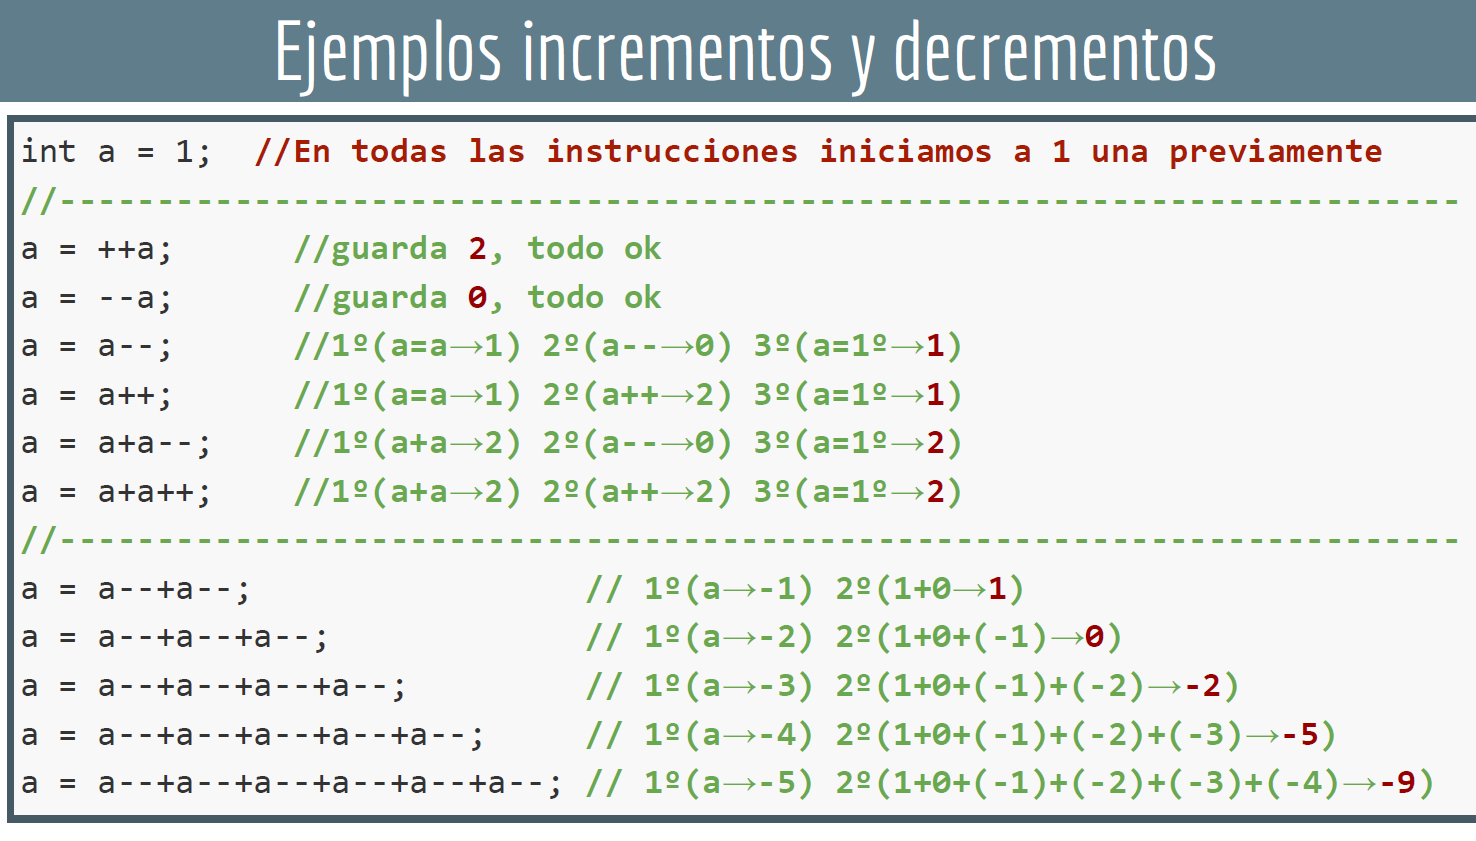 Ejemplos incrementos y decrementos
int a = 1;  //En todas las instrucciones iniciamos a 1 una previamente
//------------------------------------------------------------------------
a = ++a;      //guarda 2, todo ok
a = --a;      //guarda 0, todo ok
a = a--;      //1º(a=a→1) 2º(a--→0) 3º(a=1º→1)
a = a++;      //1º(a=a→1) 2º(a++→2) 3º(a=1º→1)
a = a+a--;    //1º(a+a→2) 2º(a--→0) 3º(a=1º→2)
a = a+a++;    //1º(a+a→2) 2º(a++→2) 3º(a=1º→2)
//------------------------------------------------------------------------
a = a--+a--;                 // 1º(a→-1) 2º(1+0→1)
a = a--+a--+a--;             // 1º(a→-2) 2º(1+0+(-1)→0)
a = a--+a--+a--+a--;         // 1º(a→-3) 2º(1+0+(-1)+(-2)→-2)
a = a--+a--+a--+a--+a--;     // 1º(a→-4) 2º(1+0+(-1)+(-2)+(-3)→-5)
a = a--+a--+a--+a--+a--+a--; // 1º(a→-5) 2º(1+0+(-1)+(-2)+(-3)+(-4)→-9)